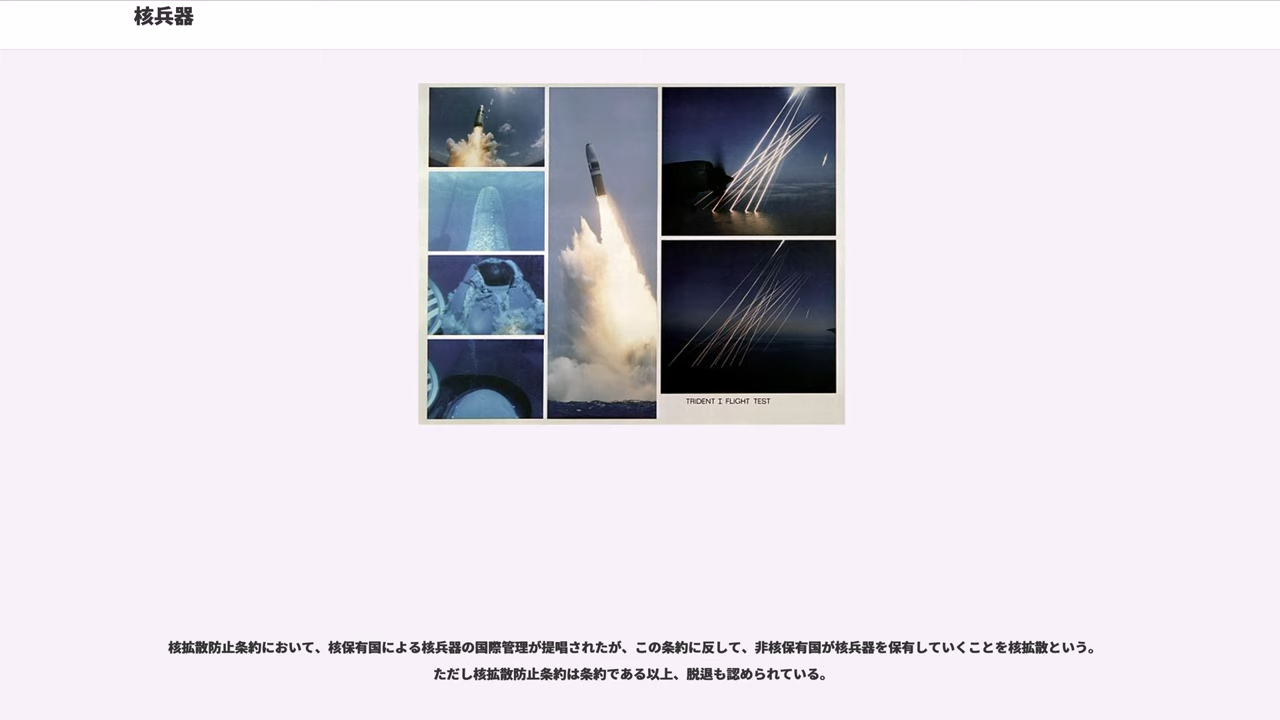 核兵器
TRIDENT I FLIGHT TEST
核拡散防止条約において、核保有国による核兵器の国際管理が提唱されたが、この条約に反して、非核保有国が核兵器を保有していくことを核拡散という。
ただし核拡散防止条約は条約である以上、脱退も認められている。